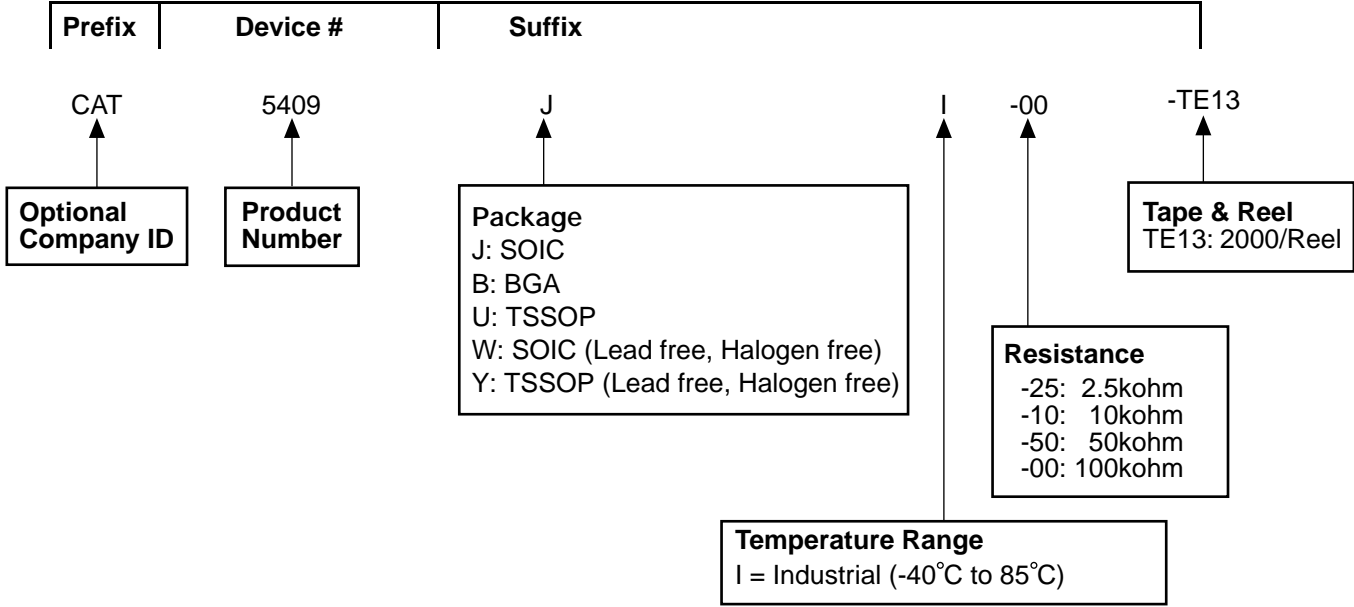 Prefix Device # Suffix
CAT 5409 J I -00 -TE13
Optional
Company ID
Product
Number
Package
J: SOIC
B: BGA
U: TSSOP
W: SOIC (Lead free, Halogen free)
Y: TSSOP (Lead free, Halogen free)
Tape & Reel
TE13: 2000/Reel
Resistance
-25: 2.5kohm
-10: 10kohm
-50: 50kohm
-00: 100kohm
Temperature Range
I = Industrial (-40°C to 85°C)